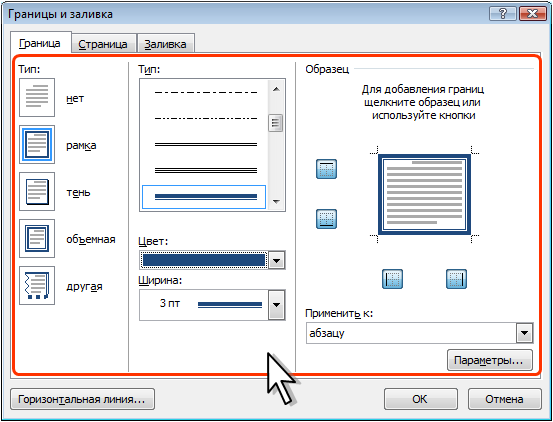 Границы и заливка
Граница Страница Заливка
Тип:
нет
рамка
тень
объемная
другая
Тип:
Цвет:
Ширина:
3 пт
Образец
Для добавления границ
щелкните образец или
используйте кнопки
Применить к:
абзацу
Параметры...
Горизонтальная линия...
ОК
Отмена